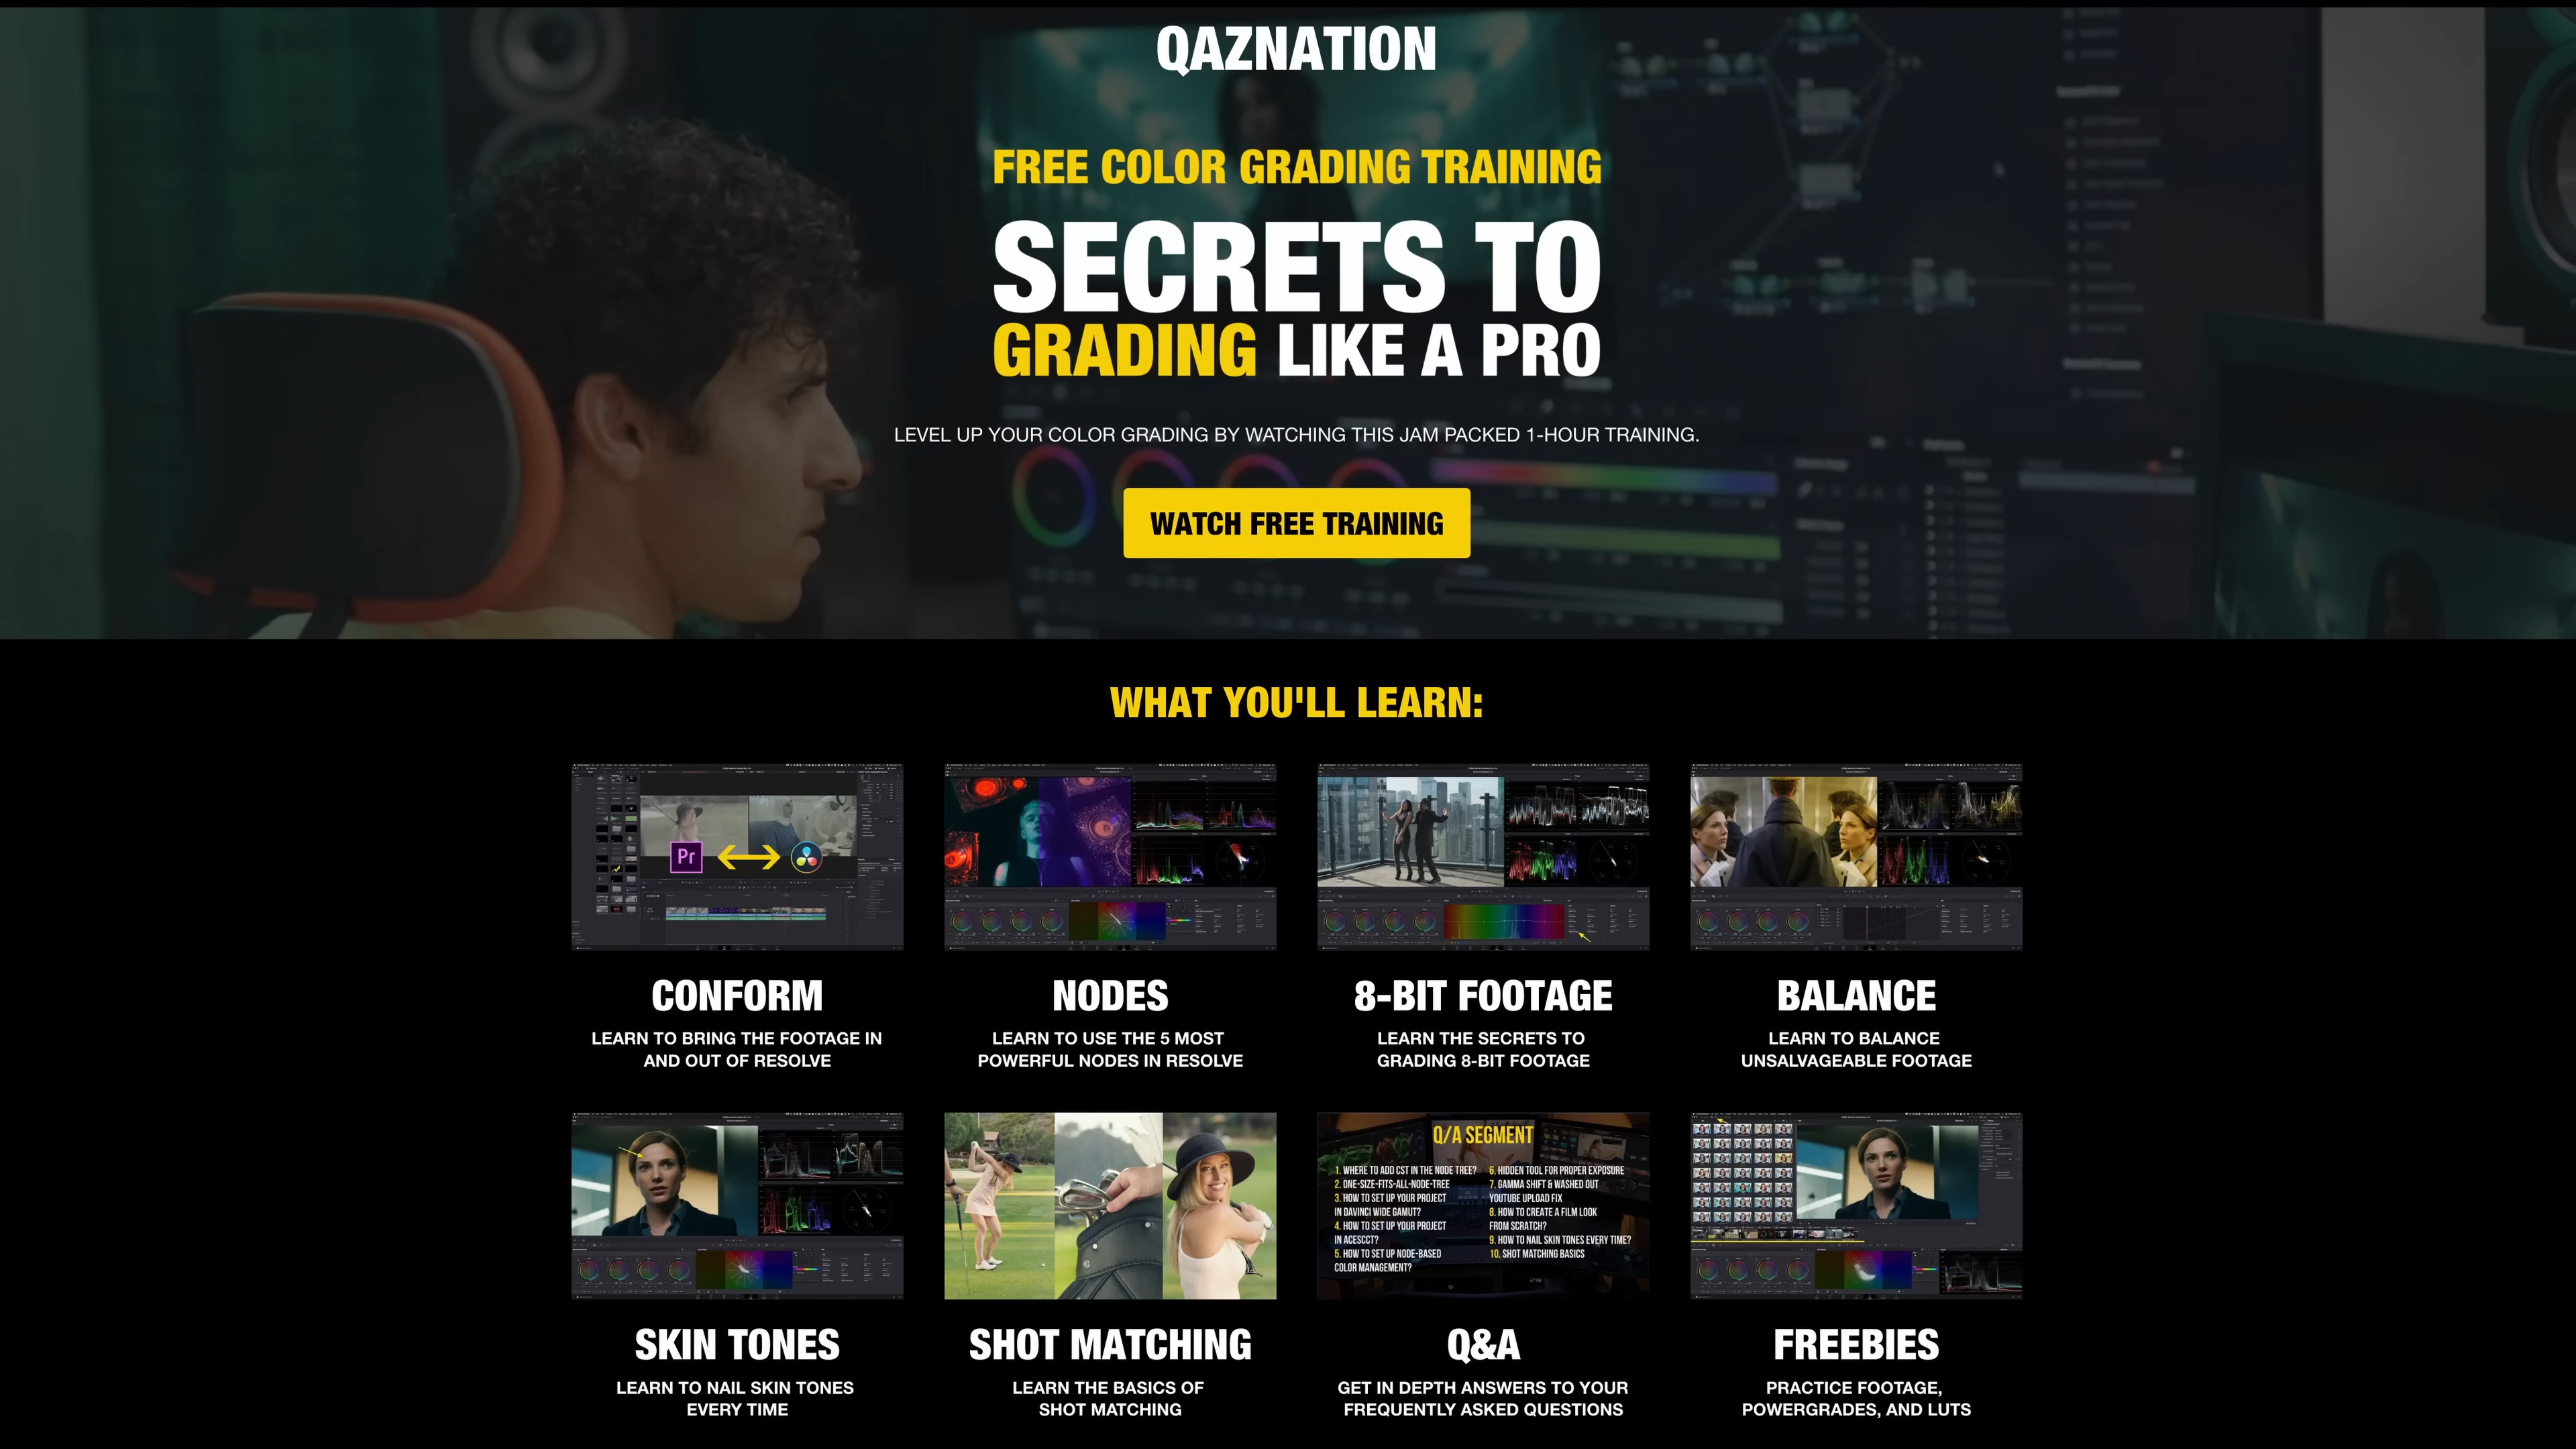 QAZNATION
FREE COLOR GRADING TRAINING
SECRETS TO
GRADING LIKE A PRO
LEVEL UP YOUR COLOR GRADING BY WATCHING THIS JAM PACKED 1-HOUR TRAINING.
WATCH FREE TRAINING
WHAT YOU'LL LEARN:
Pr
CONFORM
LEARN TO BRING THE FOOTAGE IN
AND OUT OF RESOLVE
NODES
LEARN TO USE THE 5 MOST
POWERFUL NODES IN RESOLVE
8-BIT FOOTAGE
LEARN THE SECRETS TO
GRADING 8-BIT FOOTAGE
BALANCE
LEARN TO BALANCE
UNSALVAGEABLE FOOTAGE
SKIN TONES
LEARN TO NAIL SKIN TONES
EVERY TIME
SHOT MATCHING
LEARN THE BASICS OF
SHOT MATCHING
Q/A SEGMENT
1. WHERE TO ADD CST IN THE NODE TREE?
2. ONE-SIZE-FITS-ALL-NODE-TREE
3. HOW TO SET UP YOUR PROJECT
IN DAVINCI WIDE GAMUT?
4. HOW TO SET UP YOUR PROJECT
IN ACESCCT?
5. HOW TO SET UP NODE-BASED
COLOR MANAGEMENT?
6. HIDDEN TOOL FOR PROPER EXPOSURE
7. GAMMA SHIFT & WASHED OUT
YOUTUBE UPLOAD FIX
8. HOW TO CREATE A FILM LOOK
FROM SCRATCH?
9. HOW TO NAIL SKIN TONES EVERY TIME?
10. SHOT MATCHING BASICS
Q&A
GET IN DEPTH ANSWERS TO YOUR
FREQUENTLY ASKED QUESTIONS
FREEBIES
PRACTICE FOOTAGE,
POWERGRADES, AND LUTS